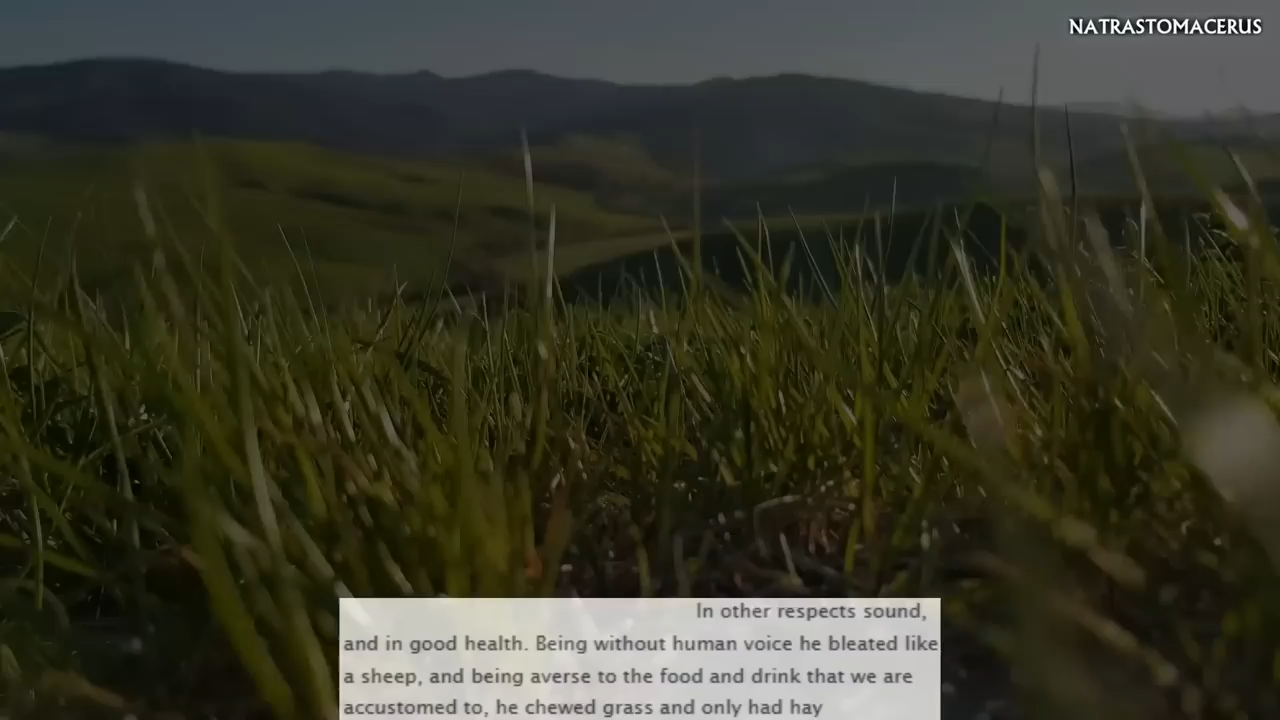 NATRASTOMACERUS
In other respects sound,
and in good health. Being without human voice he bleated like
a sheep, and being averse to the food and drink that we are
accustomed to, he chewed grass and only had hay